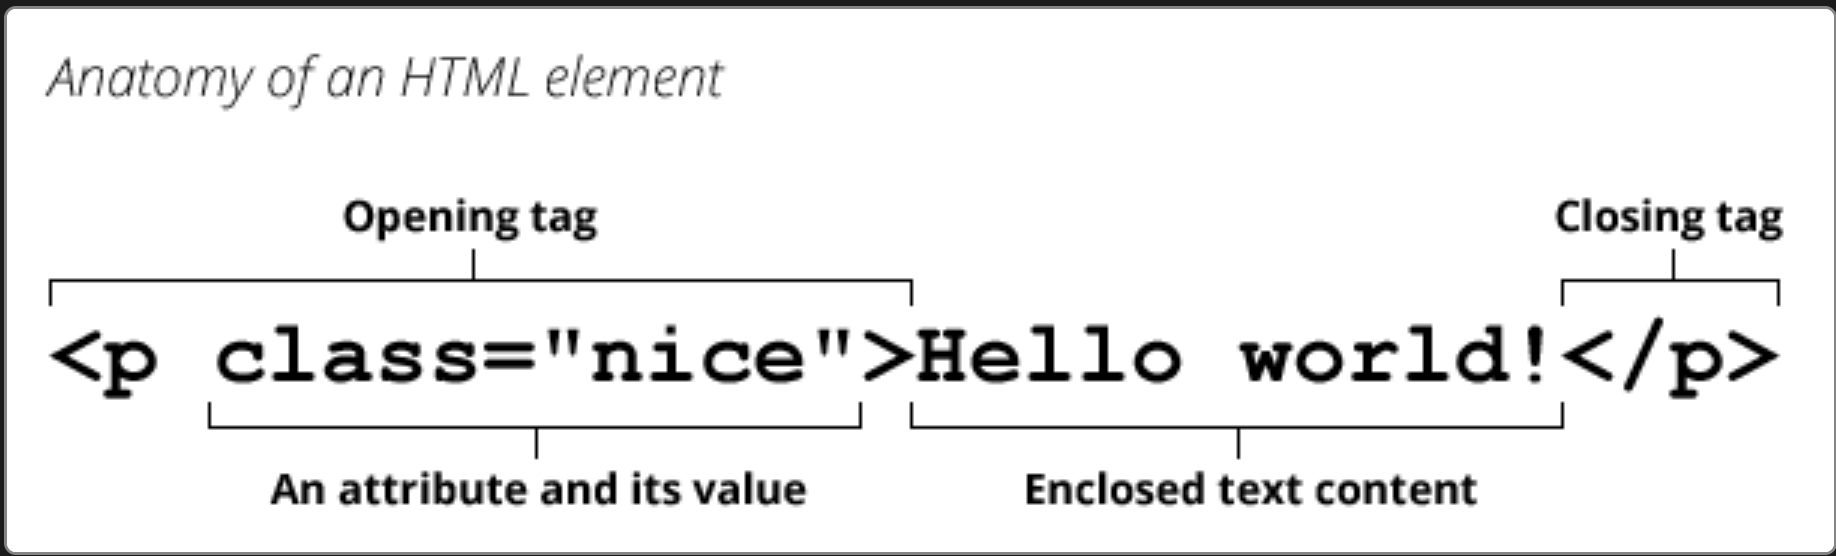 Anatomy of an HTML element
Opening tag
Closing tag
<p class="nice">Hello world!</p>
An attribute and its value
Enclosed text content